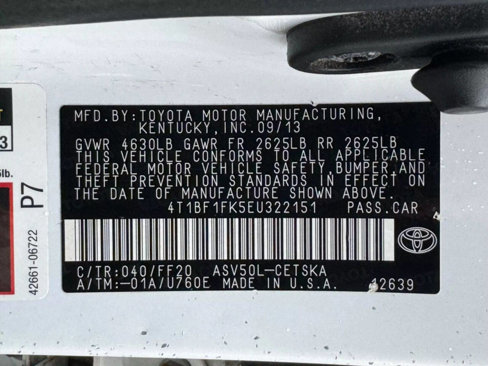 MFD.BY:TOYOTA MOTOR MANUFACTURING,
KENTUCKY,INC.09/13
GVWR 4630LB GAWR FR 2625LB RR 2625LB
THIS VEHICLE CONFORMS TO ALL APPLICABLE
FEDERAL MOTOR VEHICLE SAFETY,BUMPER,AND
THEFT PREVENTION STANDARDS IN EFFECT ON
THE DATE OF MANUFACTURE SHOWN ABOVE.
4T1BF1FK5EU322151 PASS.CAR
C/TR:040/FF20 ASV50L-CETSKA
A/TM:-01A/U760E MADE IN U.S.A. 42639
3
lb.
P7
42661-06722